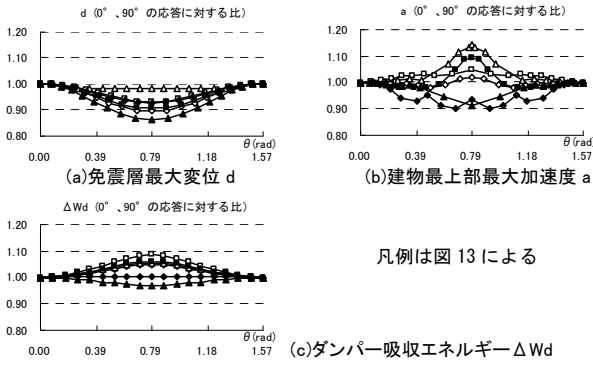 d (0°、90°の応答に対する比)
1.20
1.10
1.00
0.90
0.80
0.00 0.39 0.79 1.18 1.57
θ(rad)
(a)免震層最大変位 d
a (0°、90°の応答に対する比)
1.20
1.10
1.00
0.90
0.80
0.00 0.39 0.79 1.18 1.57
θ(rad)
(b)建物最上部最大加速度 a
ΔWd (0°、90°の応答に対する比)
1.20
1.10
1.00
0.90
0.80
0.00 0.39 0.79 1.18 1.57
θ(rad)
凡例は図 13 による
(c)ダンパー吸収エネルギーΔWd